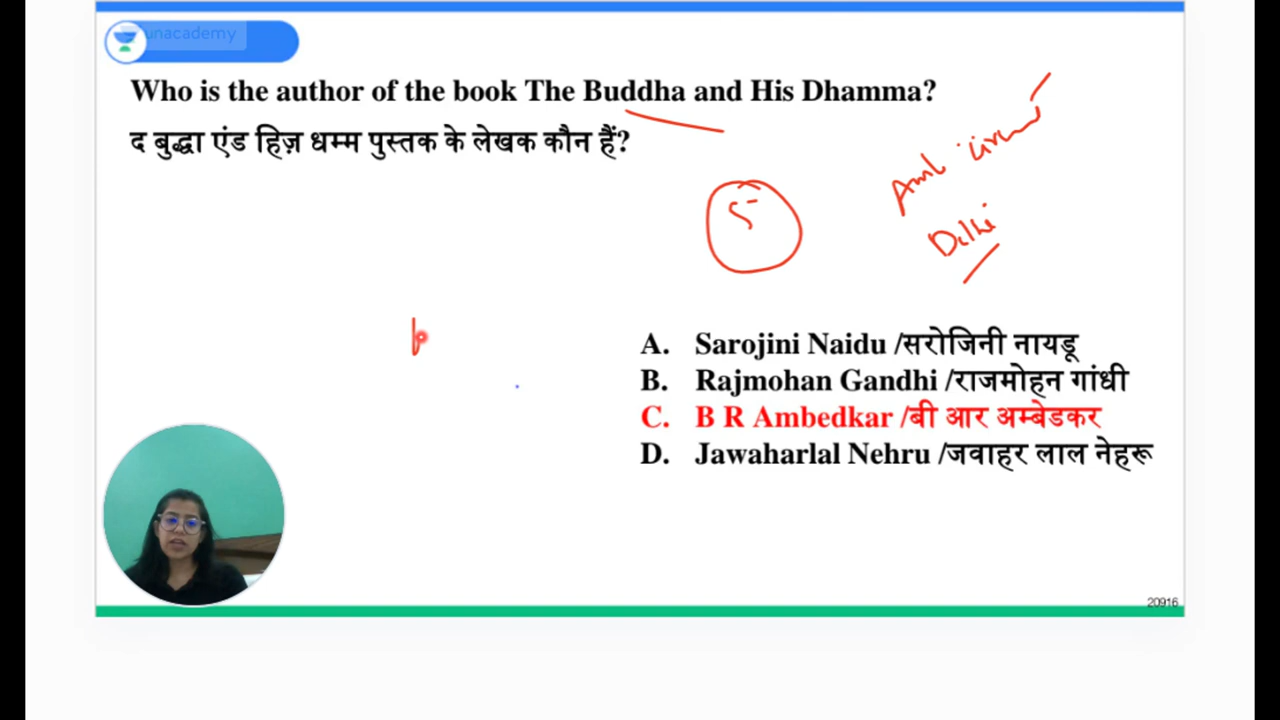 unacademy
Who is the author of the book The Buddha and His Dhamma?
द बुद्धा एंड हिज़ धम्म पुस्तक के लेखक कौन हैं?
Delhi
A. Sarojini Naidu /सरोजिनी नायडू
B. Rajmohan Gandhi /राजमोहन गांधी
C. B R Ambedkar /बी आर अम्बेडकर
D. Jawaharlal Nehru /जवाहर लाल नेहरू
20916